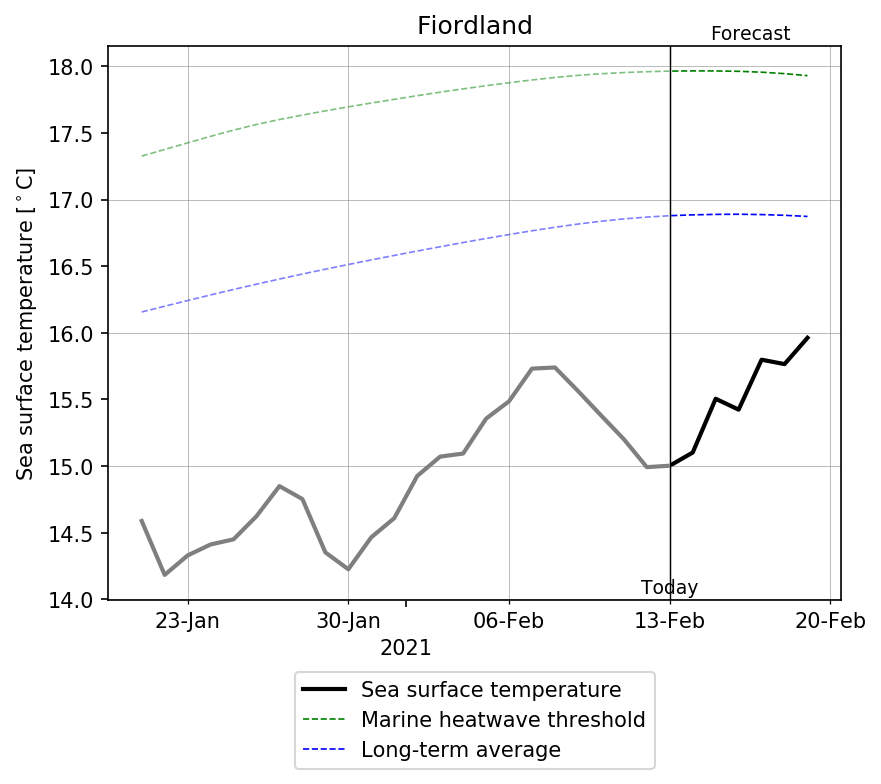 Fiordland
Forecast
Sea surface temperature [°C]
18.0
17.5
17.0
16.5
16.0
15.5
15.0
14.5
14.0
Today
23-Jan 30-Jan 06-Feb 13-Feb 20-Feb
2021
Sea surface temperature
Marine heatwave threshold
Long-term average